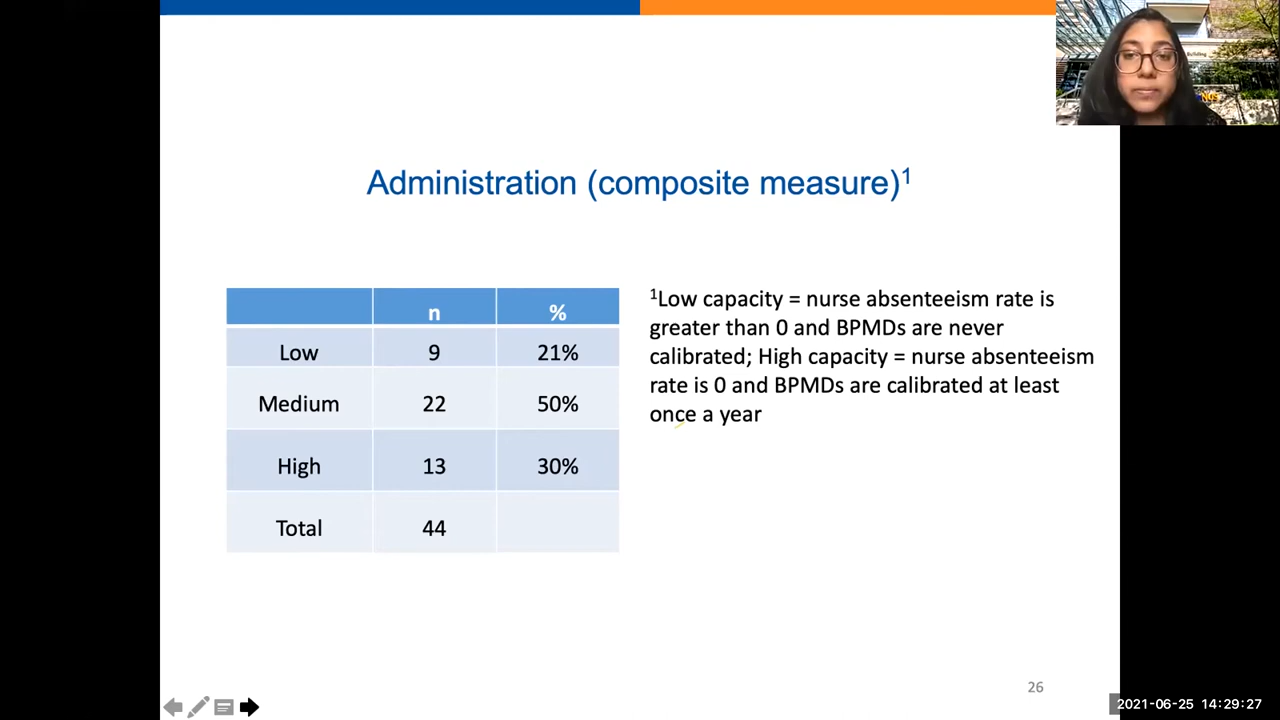 Administration (composite measure)¹
n %
Low 9 21%
Medium 22 50%
High 13 30%
Total 44
¹Low capacity = nurse absenteeism rate is
greater than 0 and BPMDs are never
calibrated; High capacity = nurse absenteeism
rate is 0 and BPMDs are calibrated at least
once a year
26
2021-06-25 14:29:27